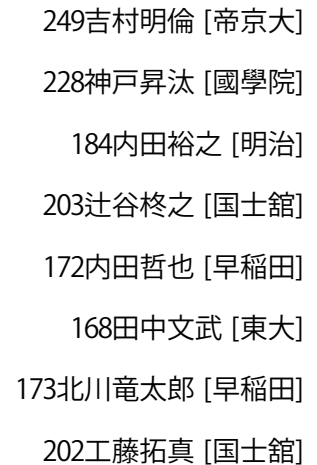 249吉村明倫 [帝京大]
228神戸昇汰 [國學院]
184内田裕之 [明治]
203辻谷柊之 [国士舘]
172内田哲也 [早稲田]
168田中文武 [東大]
173北川竜太郎 [早稲田]
202工藤拓真 [国士舘]